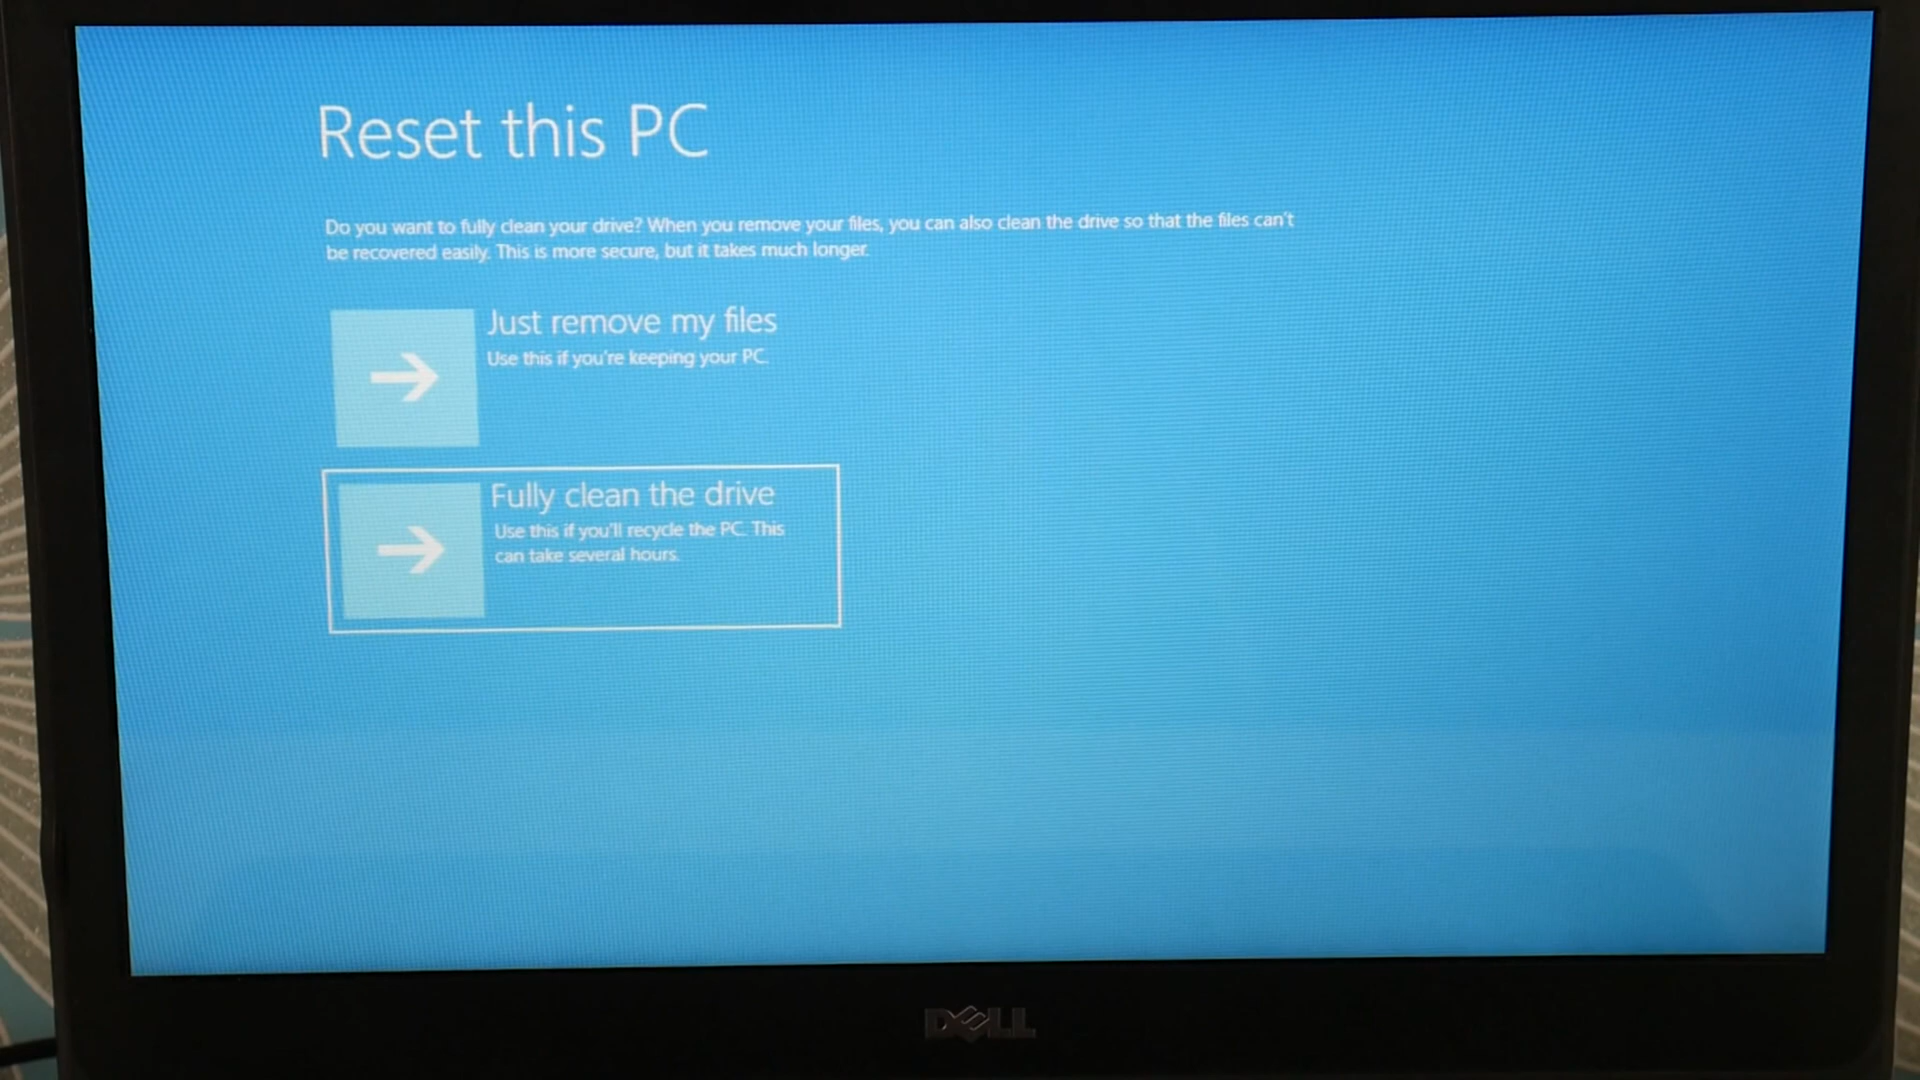 Reset this PC
Do you want to fully clean your drive? When you remove your files, you can also clean the drive so that the files can't
be recovered easily. This is more secure, but it takes much longer.
Just remove my files
Use this if you're keeping your PC.
Fully clean the drive
Use this if you'll recycle the PC. This
can take several hours.
DELL